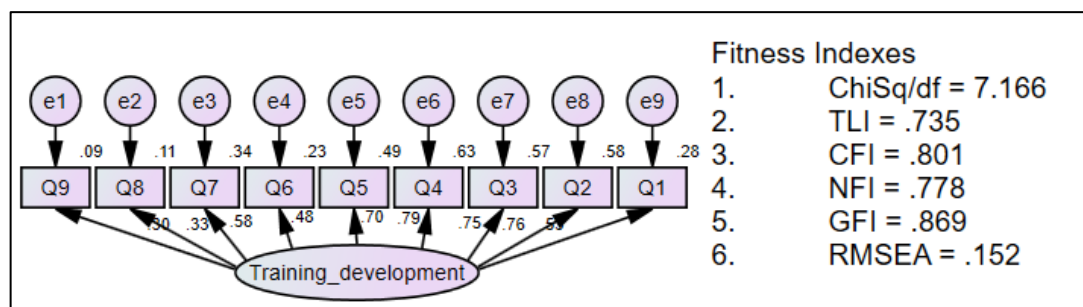 Fitness Indexes
e1 e2 e3 e4 e5 e6 e7 e8 e9
1. ChiSq/df = 7.166
2. TLI = .735
.09 .11 .34 .23 .49 .63 .57 .58 .28
3. CFI = .801
Q9 Q8 Q7 Q6 Q5 Q4 Q3 Q2 Q1
4. NFI = .778
.30 .33 .58 .48 .70 .79 .75 .76
5. GFI = .869
Training_development
6. RMSEA = .152